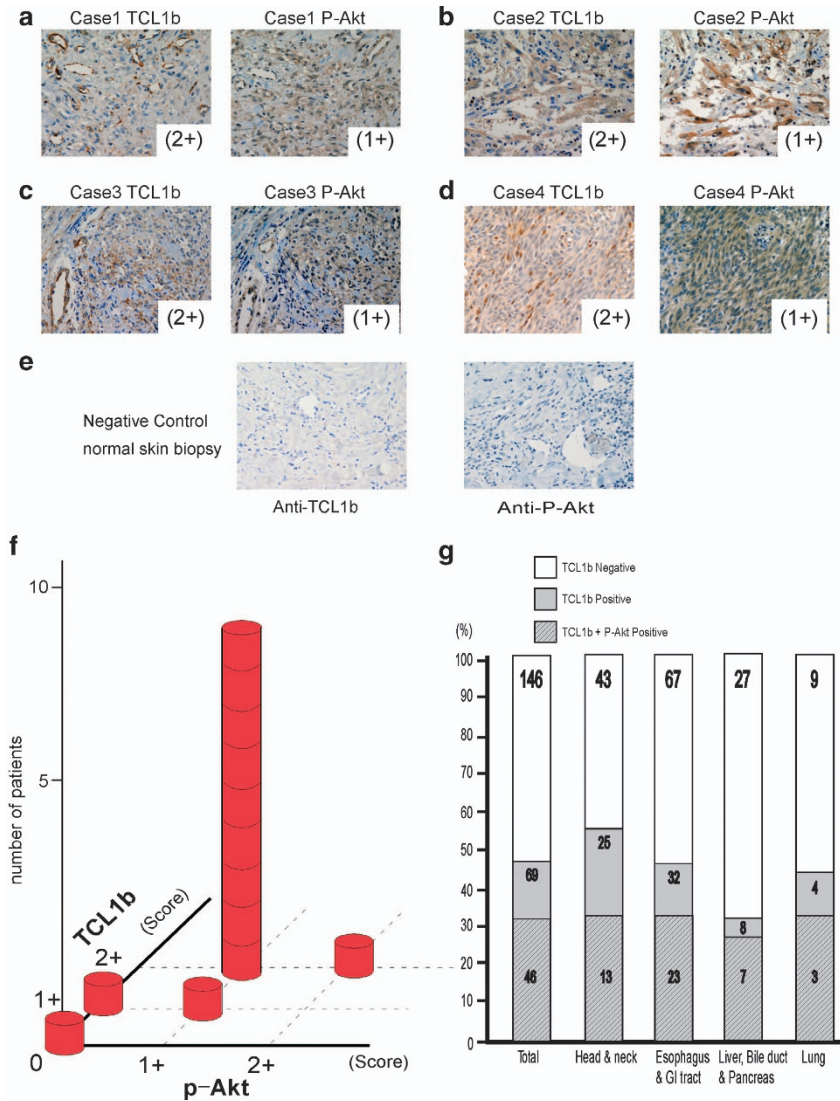 a
Case1 TCL1b
Case1 P-Akt
(2+)
(1+)
b
Case2 TCL1b
Case2 P-Akt
(2+)
(1+)
c
Case3 TCL1b
Case3 P-Akt
(2+)
(1+)
d
Case4 TCL1b
Case4 P-Akt
(2+)
(1+)
e
Negative Control
normal skin biopsy
Anti-TCL1b
Anti-P-Akt
f
number of patients
10
5
TCL1b
(Score)
2+
1+
0
1+
2+
(Score)
p-Akt
g
TCL1b Negative
TCL1b Positive
TCL1b + P-Akt Positive
(%)
100
90
80
70
60
50
40
30
20
10
0
146
43
67
27
9
69
25
32
8
4
46
13
23
7
3
Total
Head & neck
Esophagus
& GI tract
Liver, Bile duct
& Pancreas
Lung